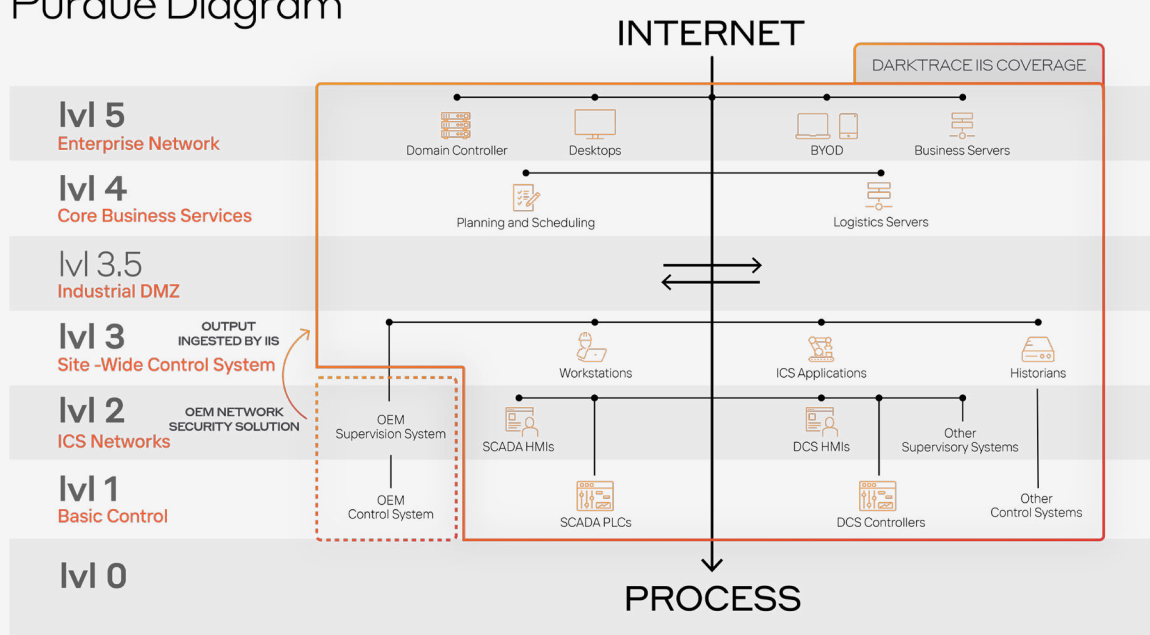 Purdue Diagram
INTERNET
DARKTRACE IIS COVERAGE
lvl 5
Enterprise Network
Domain Controller
Desktops
BYOD
Business Servers
lvl 4
Core Business Services
Planning and Scheduling
Logistics Servers
lvl 3.5
Industrial DMZ
lvl 3
Site -Wide Control System
OUTPUT
INGESTED BY IIS
Workstations
ICS Applications
Historians
lvl 2
ICS Networks
OEM NETWORK
SECURITY SOLUTION
OEM
Supervision System
SCADA HMIs
DCS HMIs
Other
Supervisory Systems
lvl 1
Basic Control
OEM
Control System
SCADA PLCs
DCS Controllers
Other
Control Systems
lvl 0
PROCESS